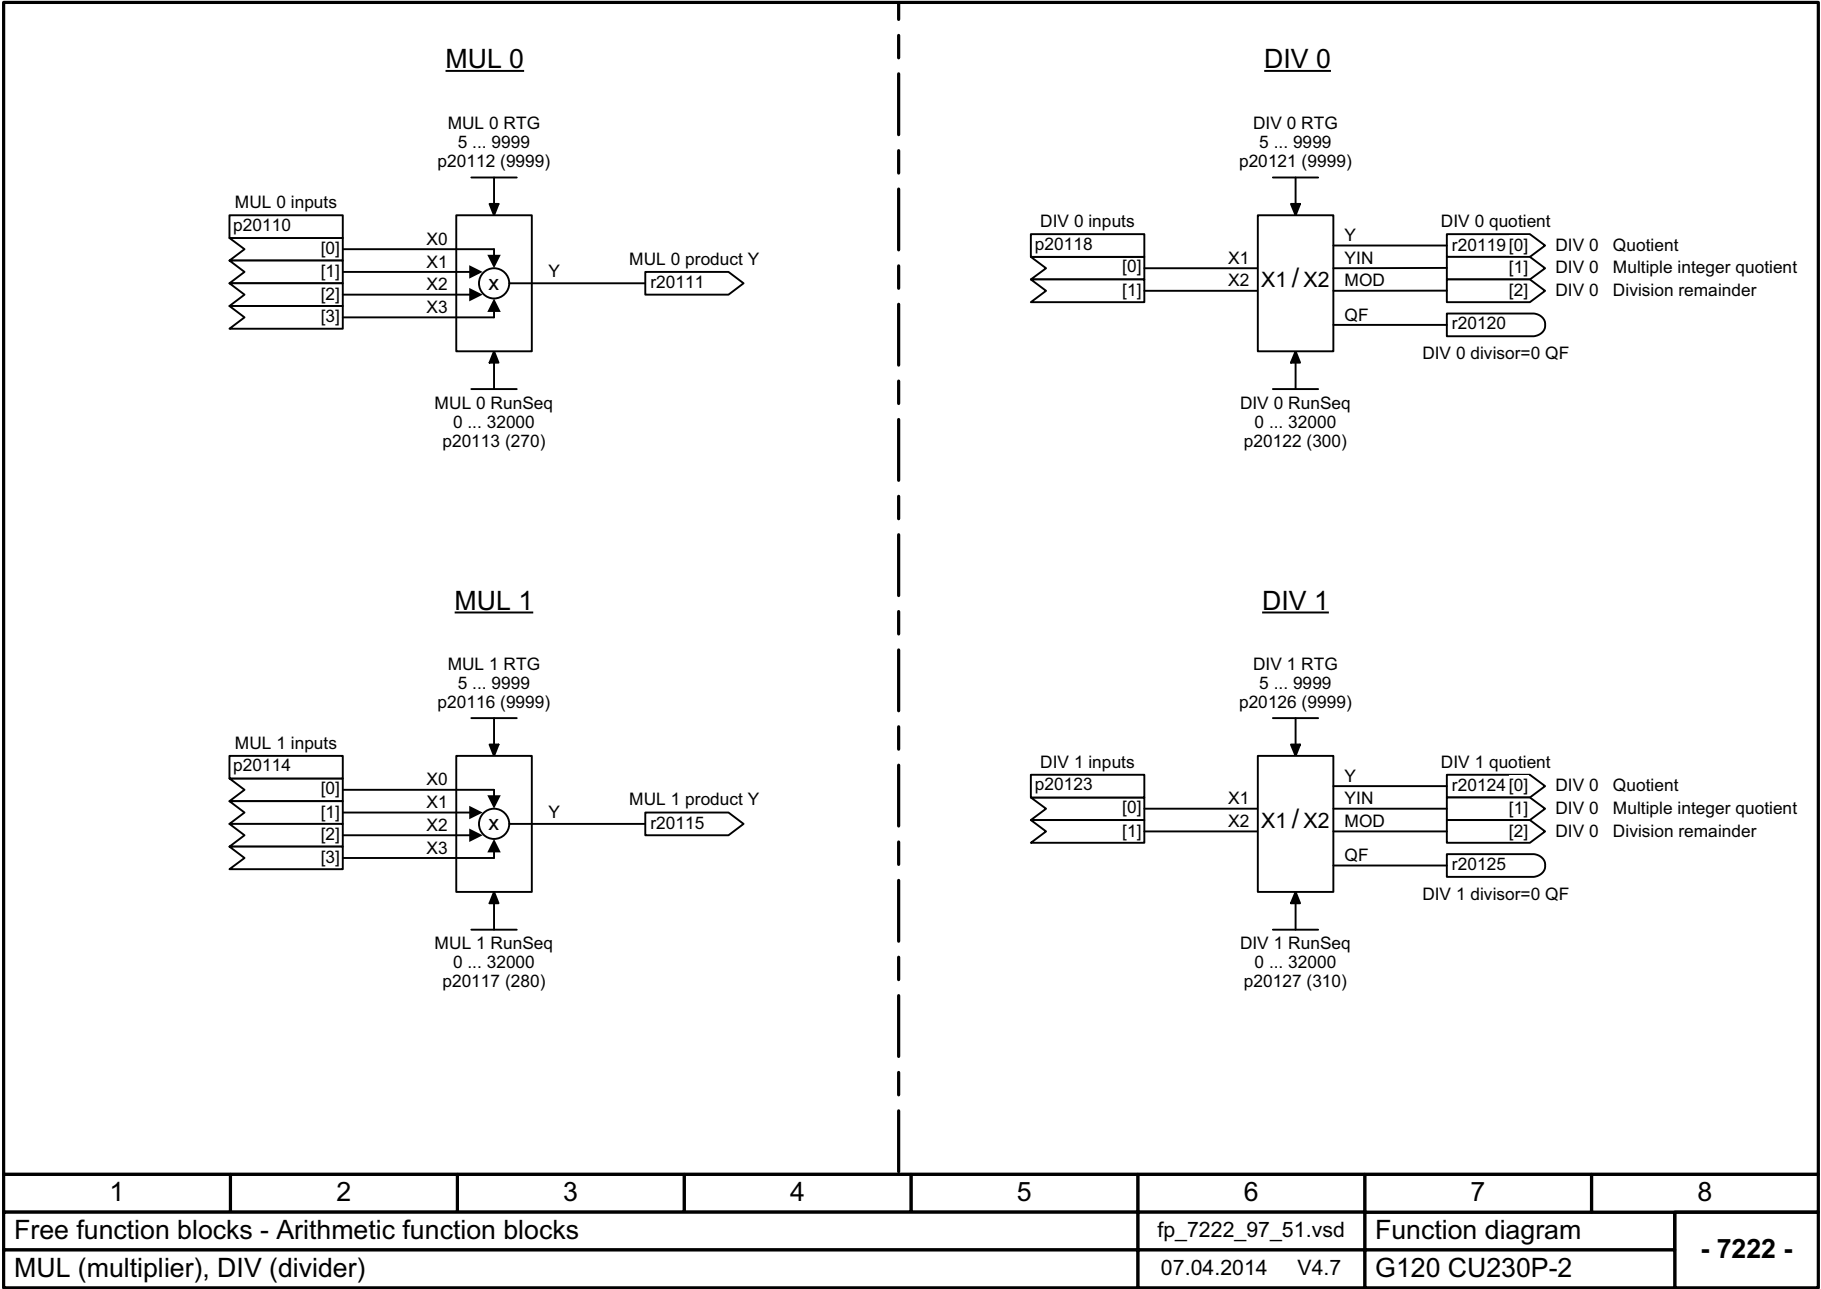 MUL 0
MUL 0 RTG
5 ... 9999
p20112 (9999)
MUL 0 inputs
p20110
[0]
[1]
[2]
[3]
X0
X1
X2
X3
x
Y
MUL 0 product Y
r20111
MUL 0 RunSeq
0 ... 32000
p20113 (270)
DIV 0
DIV 0 RTG
5 ... 9999
p20121 (9999)
DIV 0 inputs
p20118
[0]
[1]
X1
X2
X1 / X2
Y
YIN
MOD
QF
DIV 0 quotient
r20119 [0] DIV 0 Quotient
[1] DIV 0 Multiple integer quotient
[2] DIV 0 Division remainder
r20120
DIV 0 divisor=0 QF
DIV 0 RunSeq
0 ... 32000
p20122 (300)
MUL 1
MUL 1 RTG
5 ... 9999
p20116 (9999)
MUL 1 inputs
p20114
[0]
[1]
[2]
[3]
X0
X1
X2
X3
x
Y
MUL 1 product Y
r20115
MUL 1 RunSeq
0 ... 32000
p20117 (280)
DIV 1
DIV 1 RTG
5 ... 9999
p20126 (9999)
DIV 1 inputs
p20123
[0]
[1]
X1
X2
X1 / X2
Y
YIN
MOD
QF
DIV 1 quotient
r20124 [0] DIV 0 Quotient
[1] DIV 0 Multiple integer quotient
[2] DIV 0 Division remainder
r20125
DIV 1 divisor=0 QF
DIV 1 RunSeq
0 ... 32000
p20127 (310)
1 2 3 4 5 6 7 8
Free function blocks - Arithmetic function blocks
fp_7222_97_51.vsd
Function diagram
- 7222 -
MUL (multiplier), DIV (divider)
07.04.2014 V4.7
G120 CU230P-2